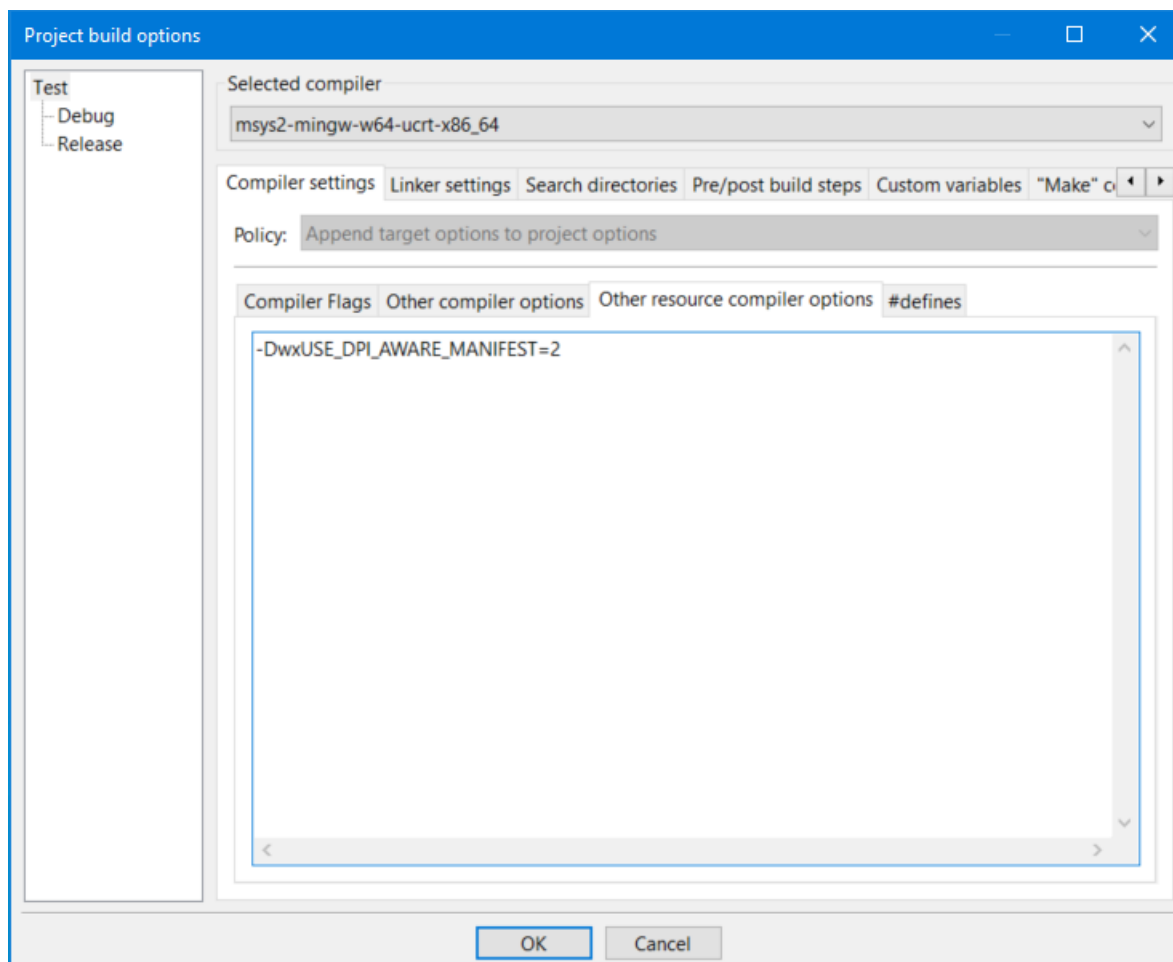 Project build options
Test
Debug
Release
Selected compiler
msys2-mingw-w64-ucrt-x86_64
Compiler settings Linker settings Search directories Pre/post build steps Custom variables "Make" c
Policy: Append target options to project options
Compiler Flags Other compiler options Other resource compiler options #defines
-DwxUSE_DPI_AWARE_MANIFEST=2
OK Cancel